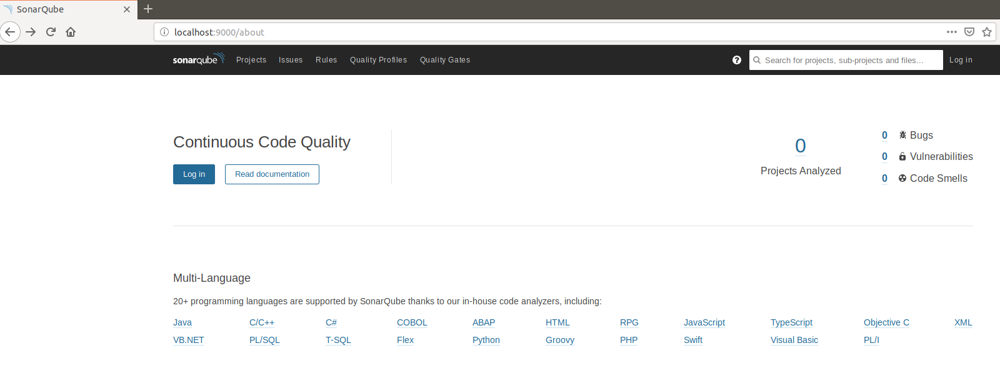 SonarQube
localhost:9000/about
sonarqube Projects Issues Rules Quality Profiles Quality Gates Search for projects, sub-projects and files... Log in
Continuous Code Quality
Log in Read documentation
0
Projects Analyzed
0 Bugs
0 Vulnerabilities
0 Code Smells
Multi-Language
20+ programming languages are supported by SonarQube thanks to our in-house code analyzers, including:
Java C/C++ C# COBOL ABAP HTML RPG JavaScript TypeScript Objective C XML
VB.NET PL/SQL T-SQL Flex Python Groovy PHP Swift Visual Basic PL/I